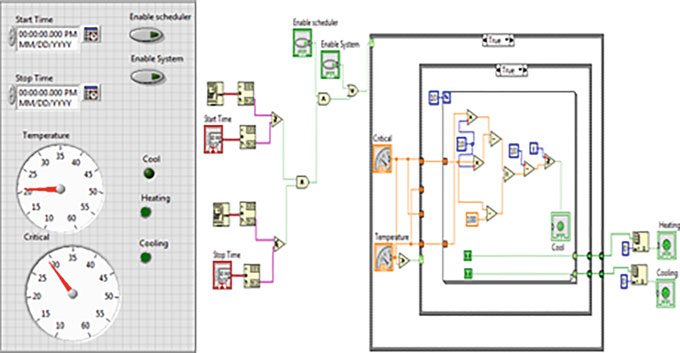 Start Time
00:00:00.000 PM
MM/DD/YYYY
Enable scheduler
Enable System
Stop Time
00:00:00.000 PM
MM/DD/YYYY
Temperature
10 15 20 25 30 35 40 45 50 55 60
Cool
Heating
Critical
10 15 20 25 30 35 40 45 50 55 60
Cooling
Enable scheduler
Enable System
Start Time
Stop Time
True
True
Critical
Temperature
Cool
Heating
Cooling